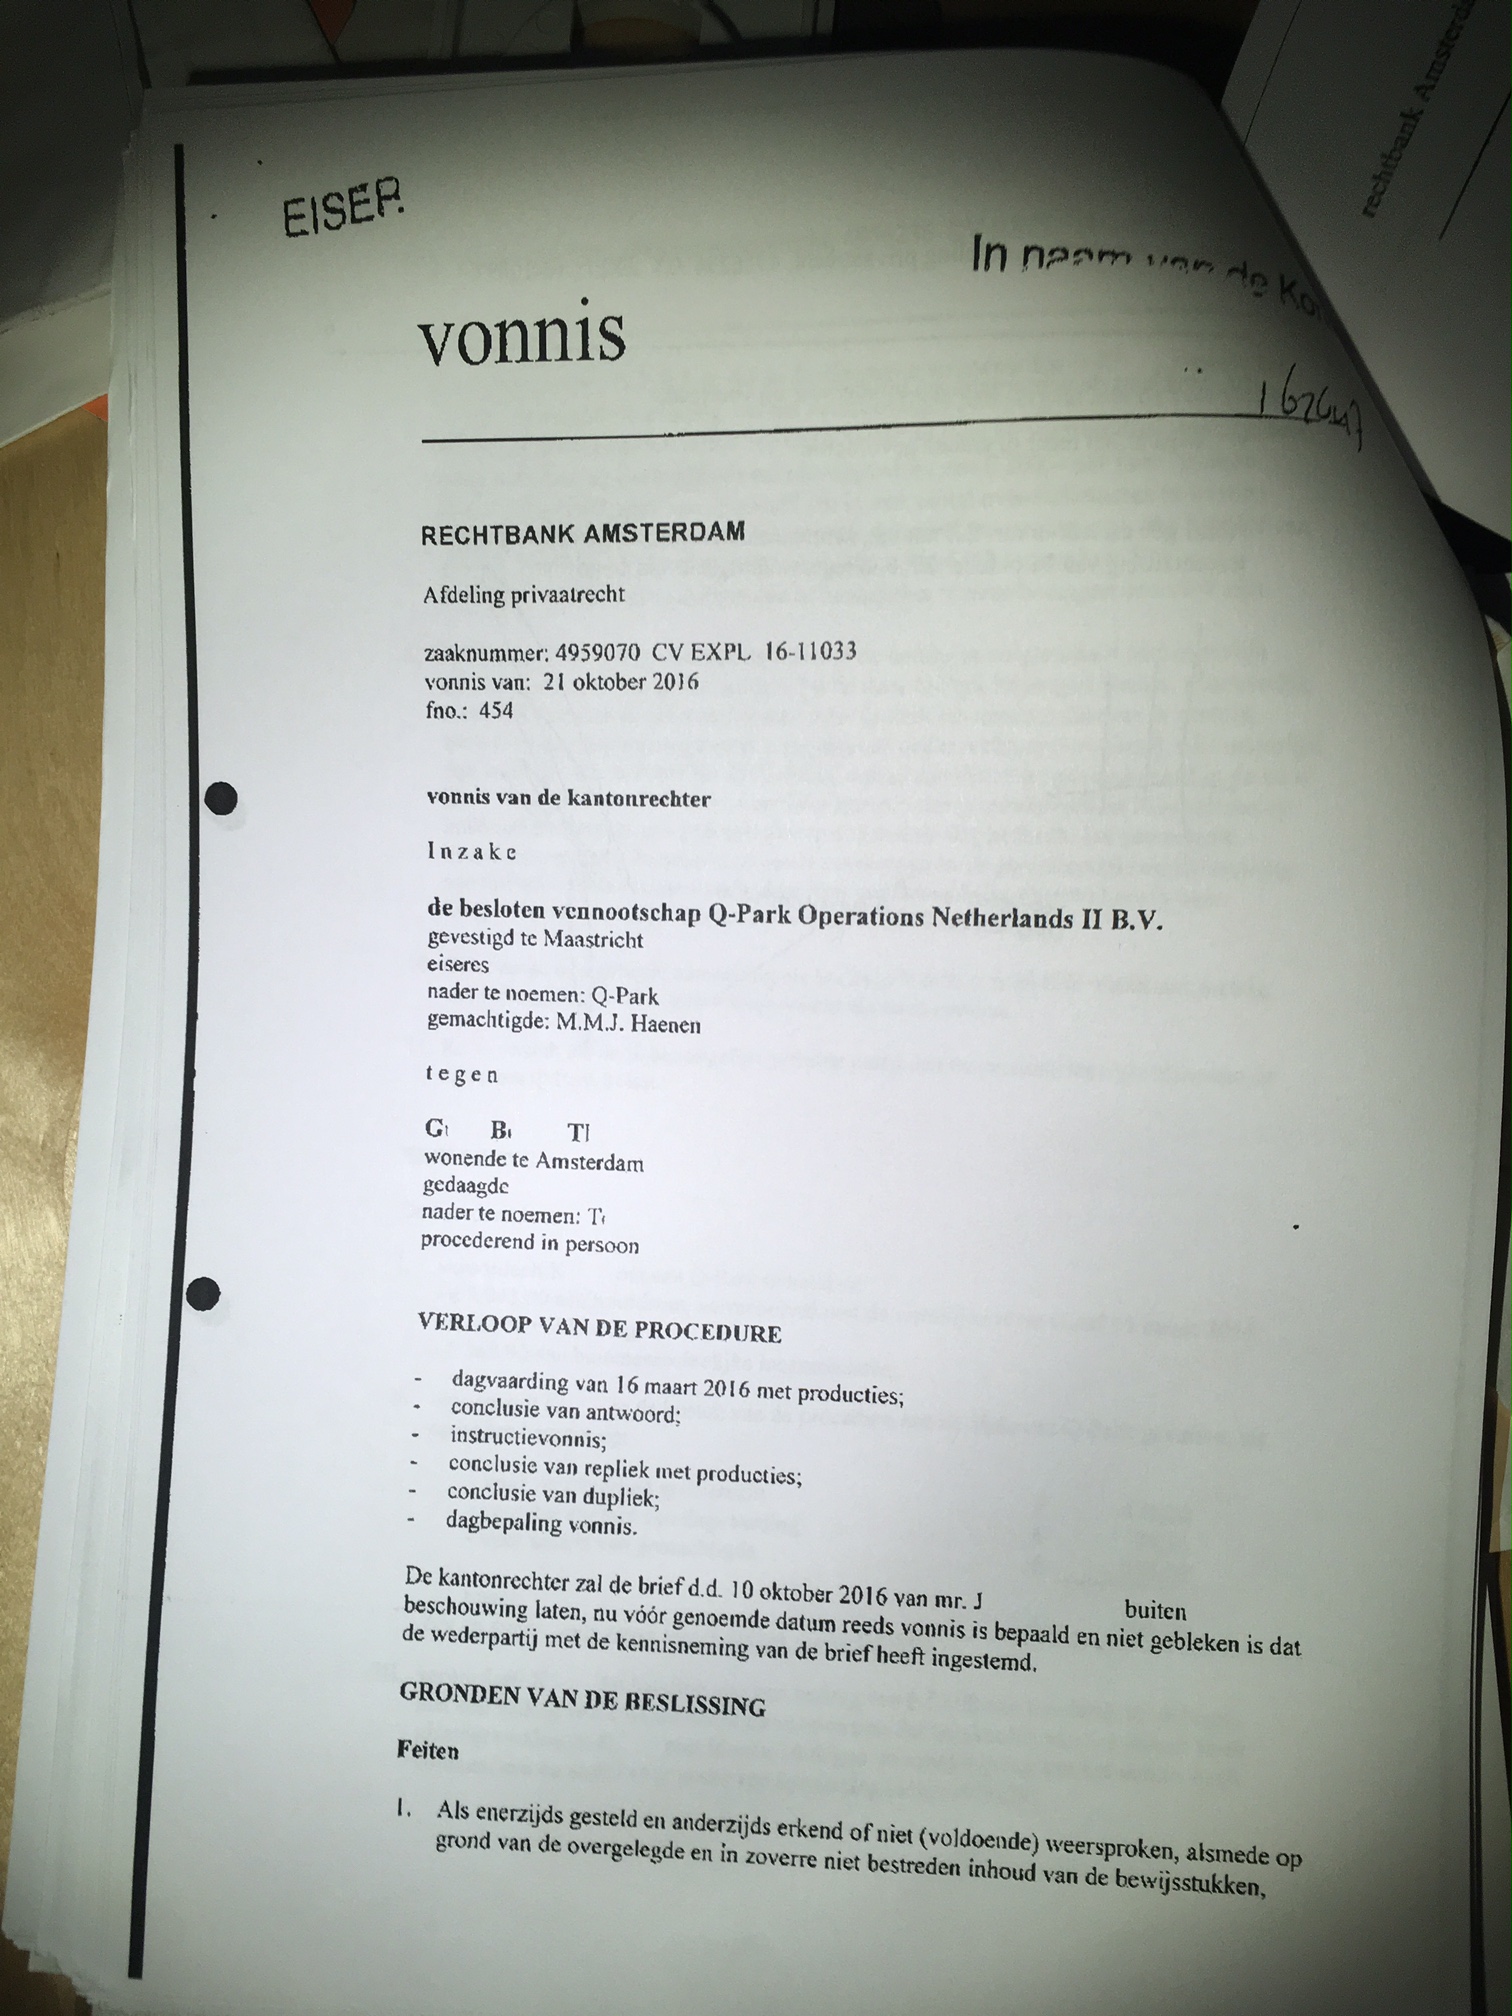 EISER.
In naam van de Ko
vonnis
RECHTBANK AMSTERDAM
Afdeling privaatrecht
zaaknummer: 4959070 CV EXPL 16-11033
vonnis van: 21 oktober 2016
fno.: 454
vonnis van de kantonrechter
Inzake
de besloten vennootschap Q-Park Operations Netherlands II B.V.
gevestigd te Maastricht
eiseres
nader te noemen: Q-Park
gemachtigde: M.M.J. Haenen
tegen
G B T
wonende te Amsterdam
gedaagde
nader te noemen: T
procederend in persoon
VERLOOP VAN DE PROCEDURE
- dagvaarding van 16 maart 2016 met producties;
- conclusie van antwoord;
- instructievonnis;
- conclusie van repliek met producties;
- conclusie van dupliek;
- dagbepaling vonnis.
De kantonrechter zal de brief d.d. 10 oktober 2016 van mr. J buiten
beschouwing laten, nu vóór genoemde datum reeds vonnis is bepaald en niet gebleken is dat
de wederpartij met de kennisneming van de brief heeft ingestemd.
GRONDEN VAN DE BESLISSING
Feiten
1. Als enerzijds gesteld en anderzijds erkend of niet (voldoende) weersproken, alsmede op
grond van de overgelegde en in zoverre niet bestreden inhoud van de bewijsstukken,
rechtbank Amsterda